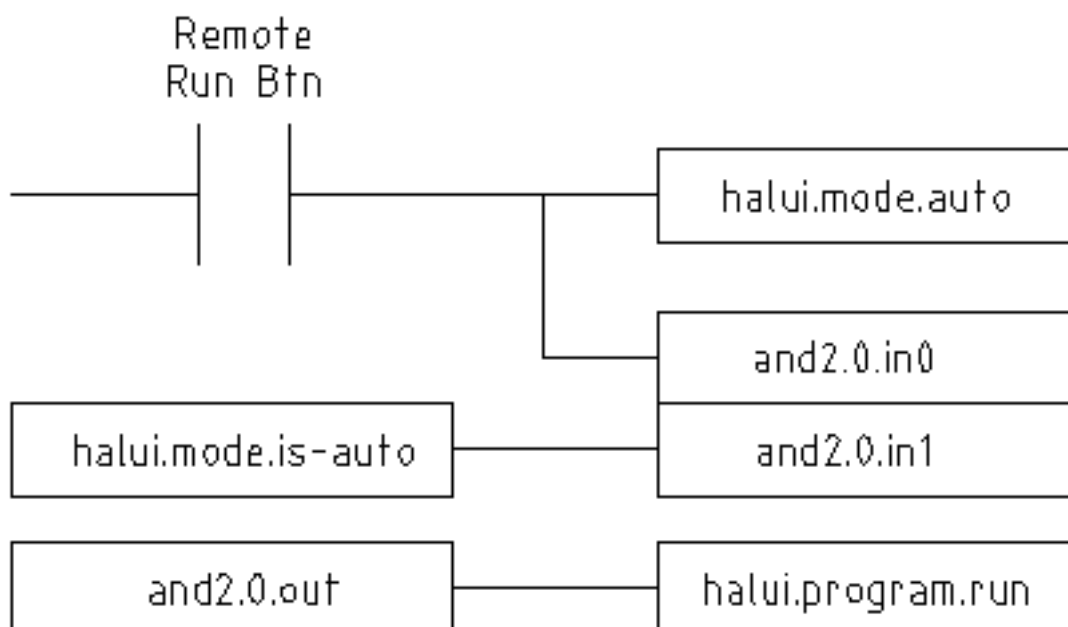 Remote
Run Btn
halui.mode.auto
and2.0.in0
halui.mode.is-auto
and2.0.in1
and2.0.out
halui.program.run